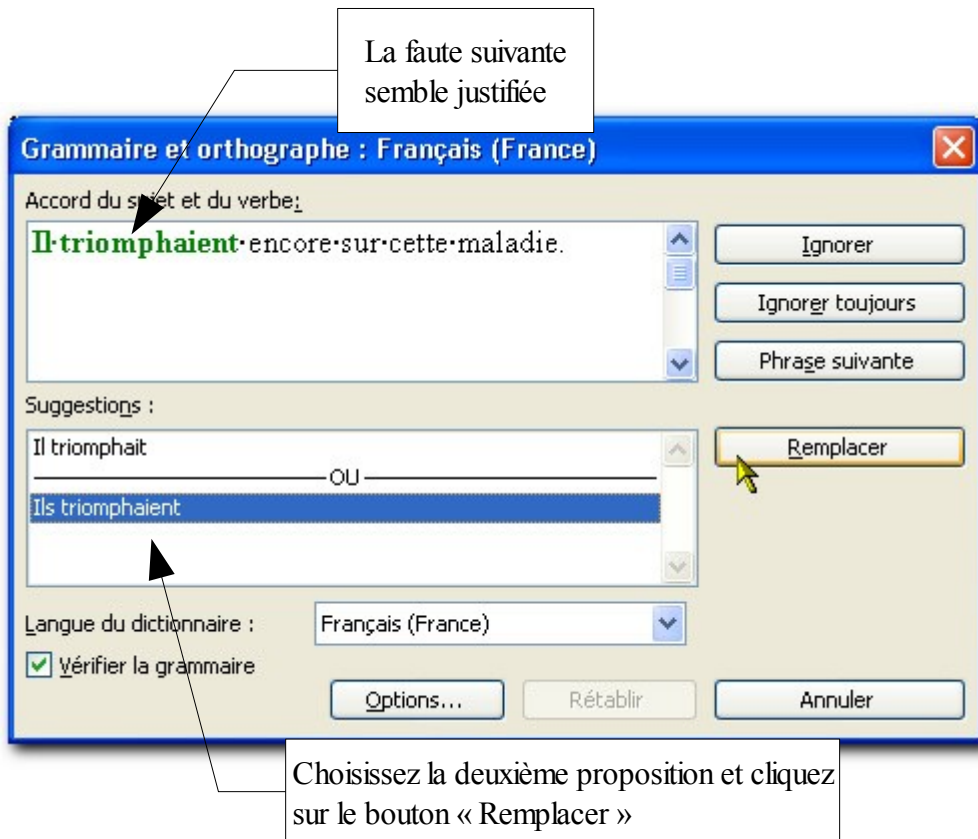 La faute suivante
semble justifiée
Grammaire et orthographe : Français (France)
Accord du sujet et du verbe:
Il·triomphaient·encore·sur·cette·maladie.
Ignorer
Ignorer toujours
Phrase suivante
Suggestions :
Il triomphait
OU
Ils triomphaient
Remplacer
Langue du dictionnaire :
Français (France)
Vérifier la grammaire
Options...
Rétablir
Annuler
Choisissez la deuxième proposition et cliquez
sur le bouton « Remplacer »